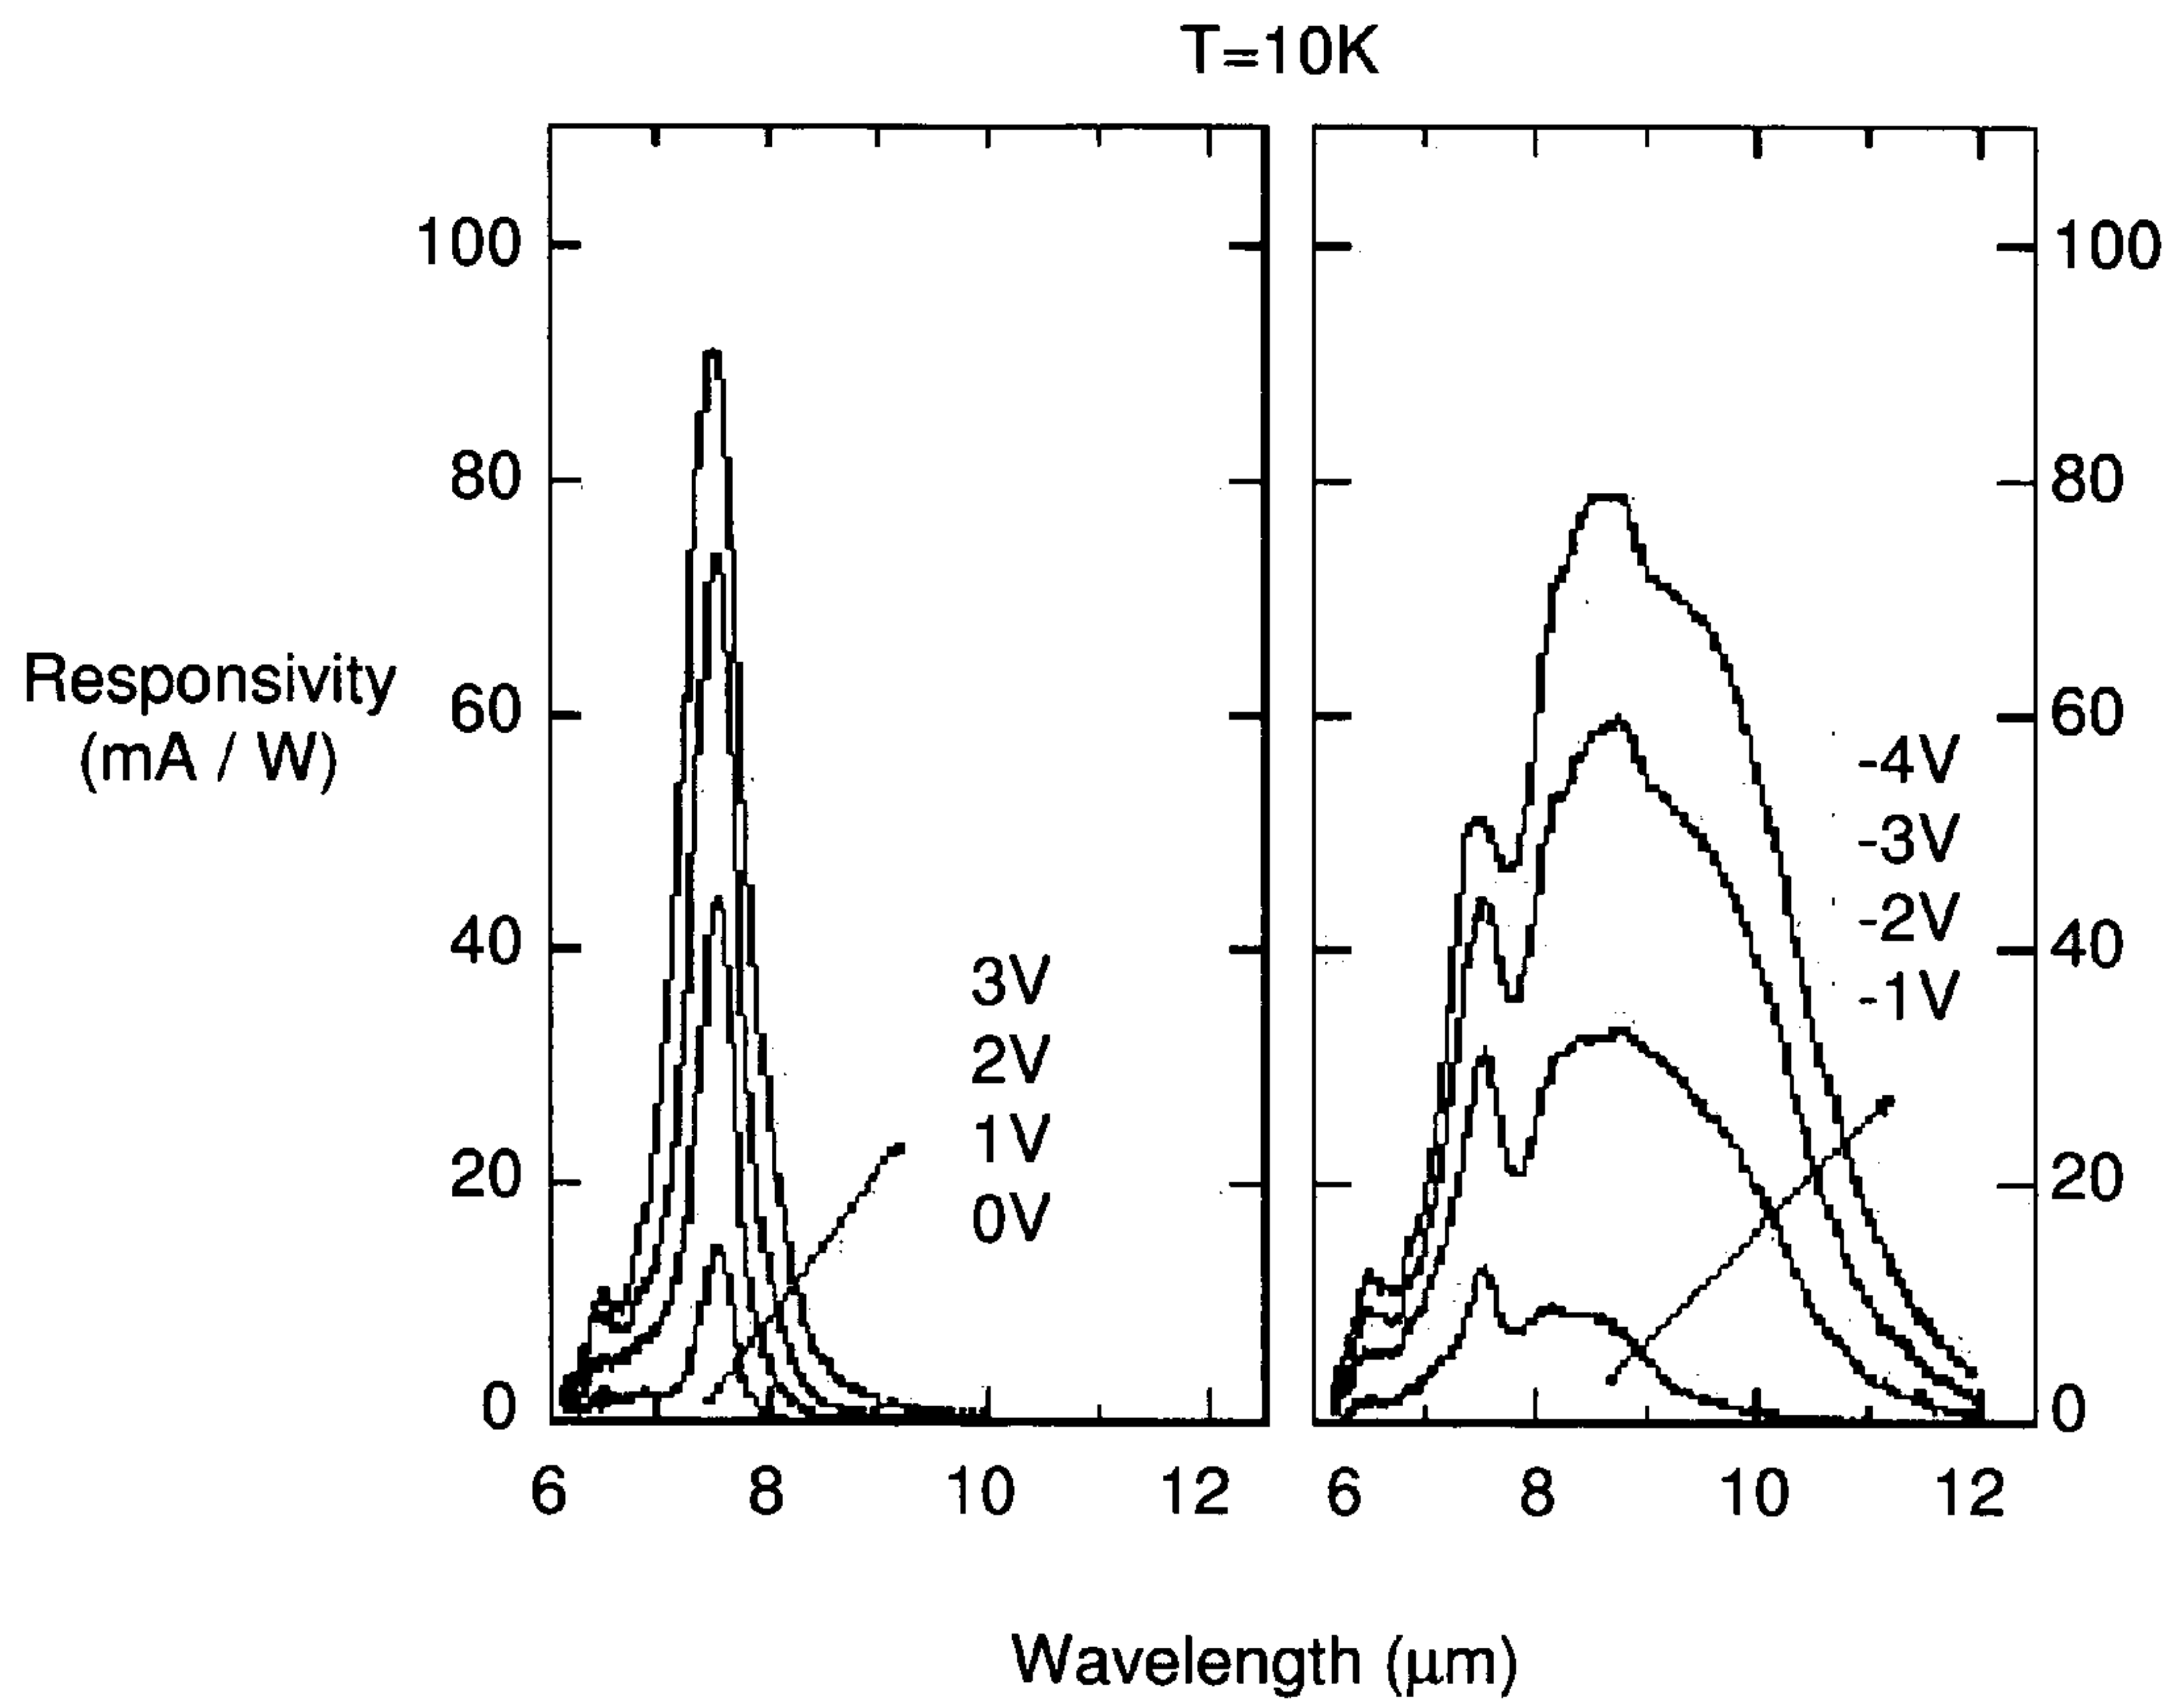 T=10K
100
80
60
40
20
0
Responsivity
(mA / W)
3V
2V
1V
0V
-4V
-3V
-2V
-1V
100
80
60
40
20
0
6 8 10 12
6 8 10 12
Wavelength (μm)